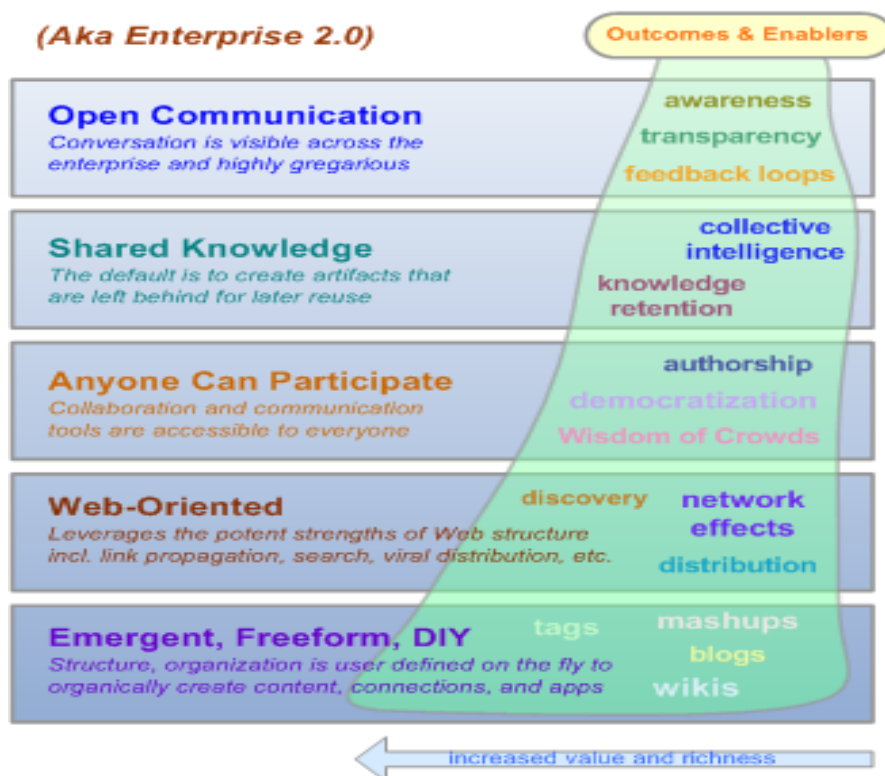 (Aka Enterprise 2.0)
Outcomes & Enablers
Open Communication
Conversation is visible across the
enterprise and highly gregarious
awareness
transparency
feedback loops
Shared Knowledge
The default is to create artifacts that
are left behind for later reuse
collective
intelligence
knowledge
retention
Anyone Can Participate
Collaboration and communication
tools are accessible to everyone
authorship
democratization
Wisdom of Crowds
Web-Oriented
Leverages the potent strengths of Web structure
incl. link propagation, search, viral distribution, etc.
discovery
network
effects
distribution
Emergent, Freeform, DIY
Structure, organization is user defined on the fly to
organically create content, connections, and apps
tags
mashups
blogs
wikis
increased value and richness